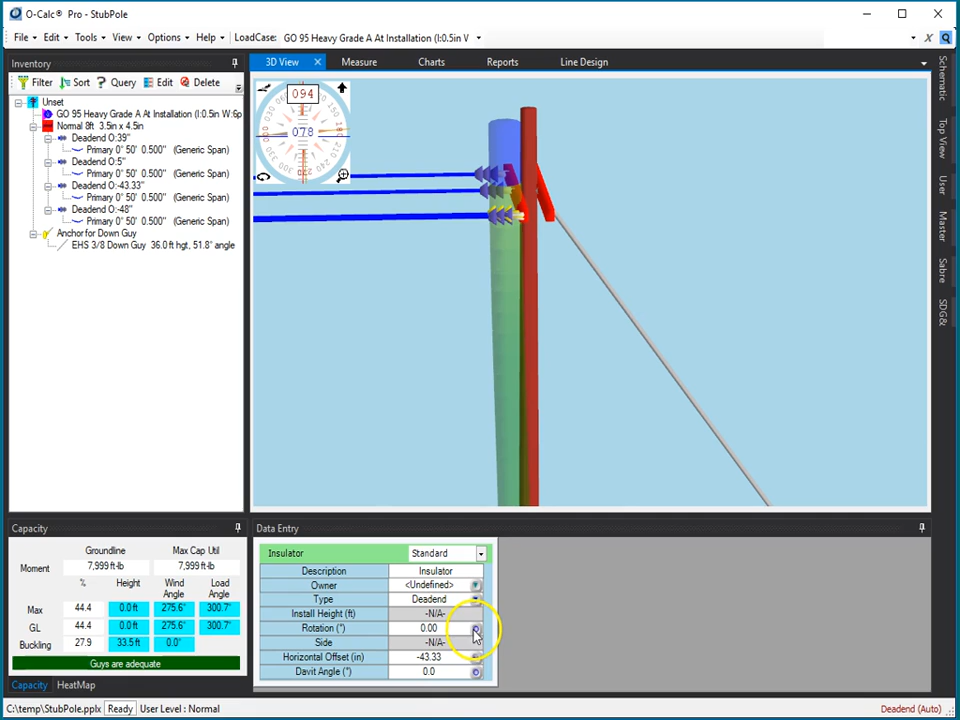 O-Calc® Pro - StubPole
File Edit Tools View Options Help LoadCase: GO 95 Heavy Grade A At Installation (I:0.5in V
Inventory
Filter Sort ? Query Edit Delete
Unset
GO 95 Heavy Grade A At Installation (I:0.5in W:6p
Normal 8ft 3.5in x 4.5in
Deadend O:39"
Primary 0° 50' 0.500" (Generic Span)
Deadend O:5"
Primary 0° 50' 0.500" (Generic Span)
Deadend O:-43.33"
Primary 0° 50' 0.500" (Generic Span)
Deadend O:-48"
Primary 0° 50' 0.500" (Generic Span)
Anchor for Down Guy
EHS 3/8 Down Guy 36.0 ft hgt, 51.8° angle
3D View X Measure Charts Reports Line Design
094
078
Schematic
Top View
User
Master
Sabre
SDG&
Capacity
Groundline Max Cap Util
Moment 7,999 ft-lb 7,999 ft-lb
% Height Wind Angle Load Angle
Max 44.4 0.0 ft 275.6° 300.7°
GL 44.4 0.0 ft 275.6° 300.7°
Buckling 27.9 33.5ft 0.0°
Guys are adequate
Capacity HeatMap
Data Entry
Insulator Standard
Description Insulator
Owner <Undefined>
Type Deadend
Install Height (ft) -N/A-
Rotation (°) 0.00
Side -N/A-
Horizontal Offset (in) -43.33
Davit Angle (°) 0.0
C:\temp\StubPole.pplx Ready User Level : Normal Deadend (Auto)